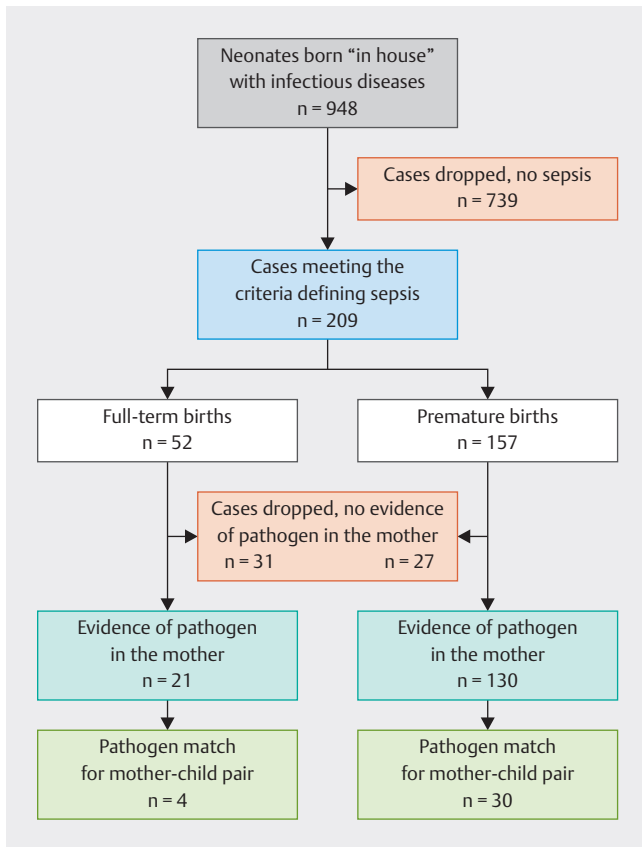 Neonates born “in house”
with infectious diseases
n = 948
Cases dropped, no sepsis
n = 739
Cases meeting the
criteria defining sepsis
n = 209
Full-term births
n = 52
Premature births
n = 157
Cases dropped, no evidence
of pathogen in the mother
n = 31 n = 27
Evidence of pathogen
in the mother
n = 21
Evidence of pathogen
in the mother
n = 130
Pathogen match
for mother-child pair
n = 4
Pathogen match
for mother-child pair
n = 30